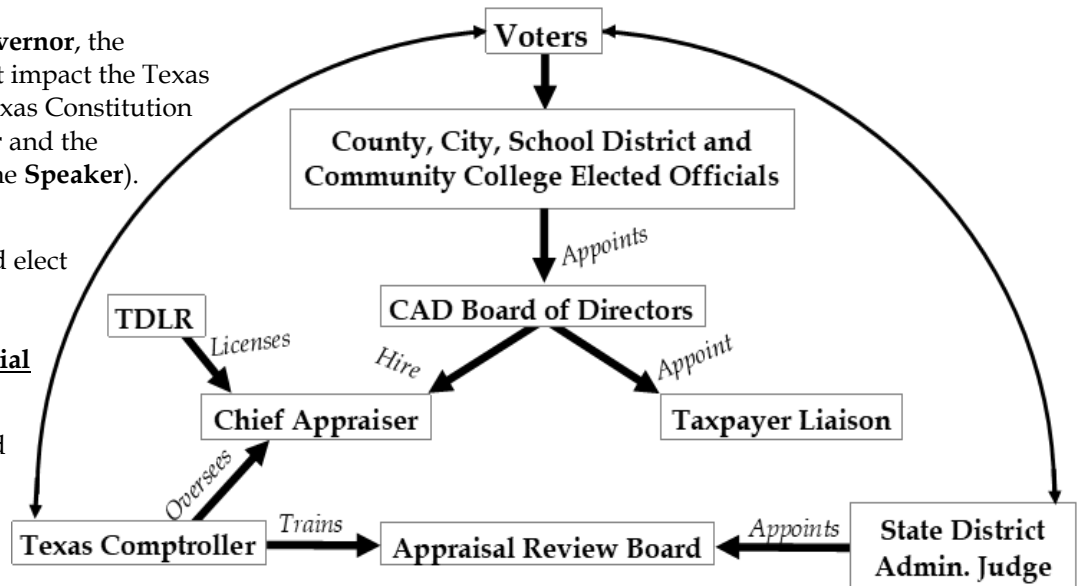 vernor, the
t impact the Texas
exas Constitution
r and the
he Speaker).
d elect
ial
d
Voters
County, City, School District and
Community College Elected Officials
Appoints
CAD Board of Directors
TDLR
Licenses
Hire
Appoint
Chief Appraiser
Taxpayer Liaison
Oversees
Texas Comptroller
Trains
Appraisal Review Board
Appoints
State District
Admin. Judge